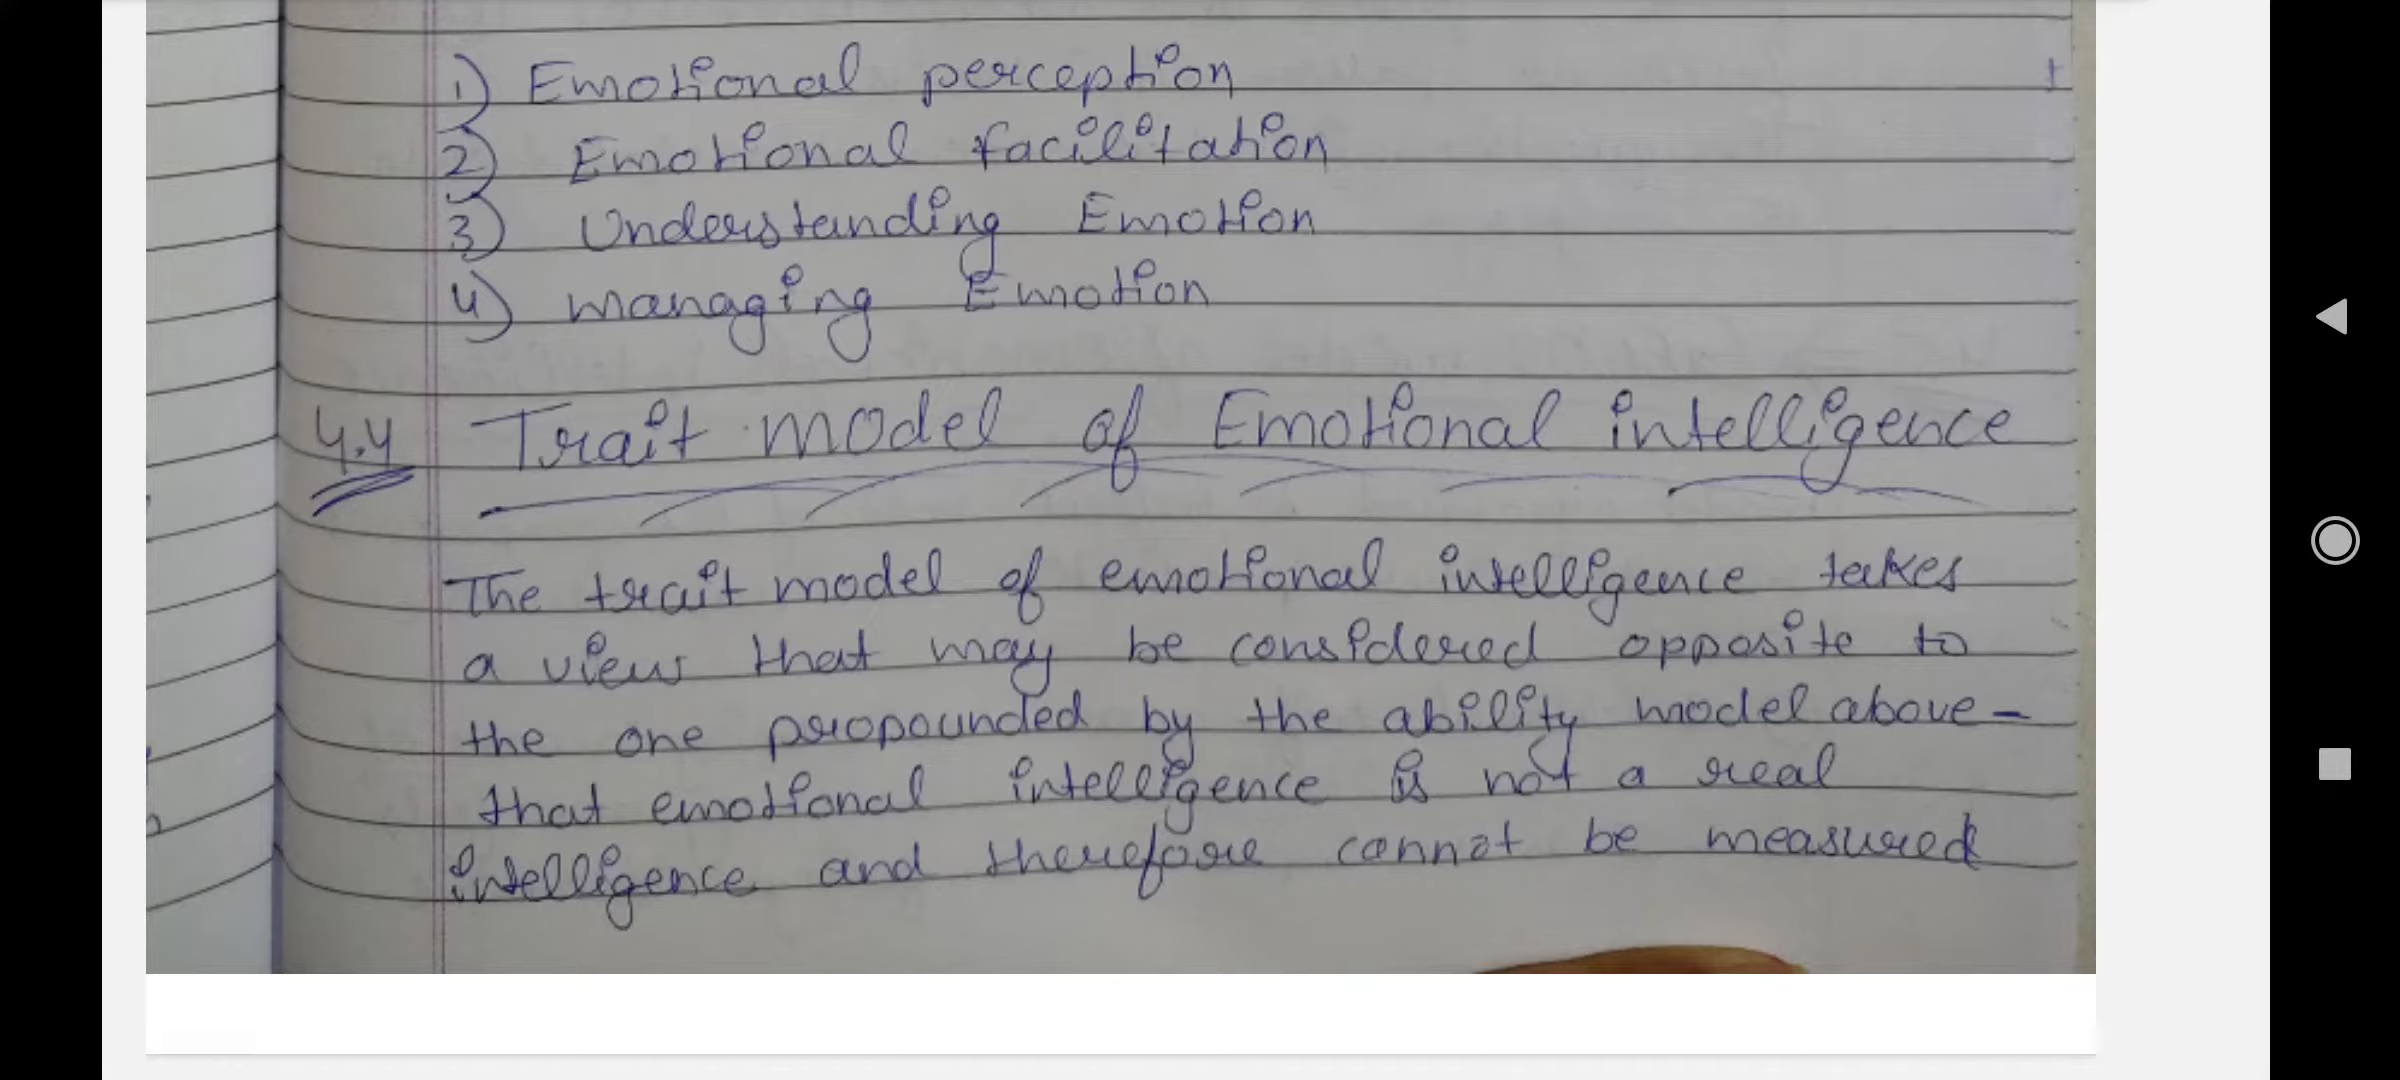 1) Emotional perception
2) Emotional facilitation
3) Understanding Emotion
4) managing Emotion
4.4 Trait model of Emotional intelligence
The trait model of emotional intelligence takes
a view that may be considered opposite to
the one propounded by the ability model above -
that emotional intelligence is not a real
intelligence and therefore cannot be measured